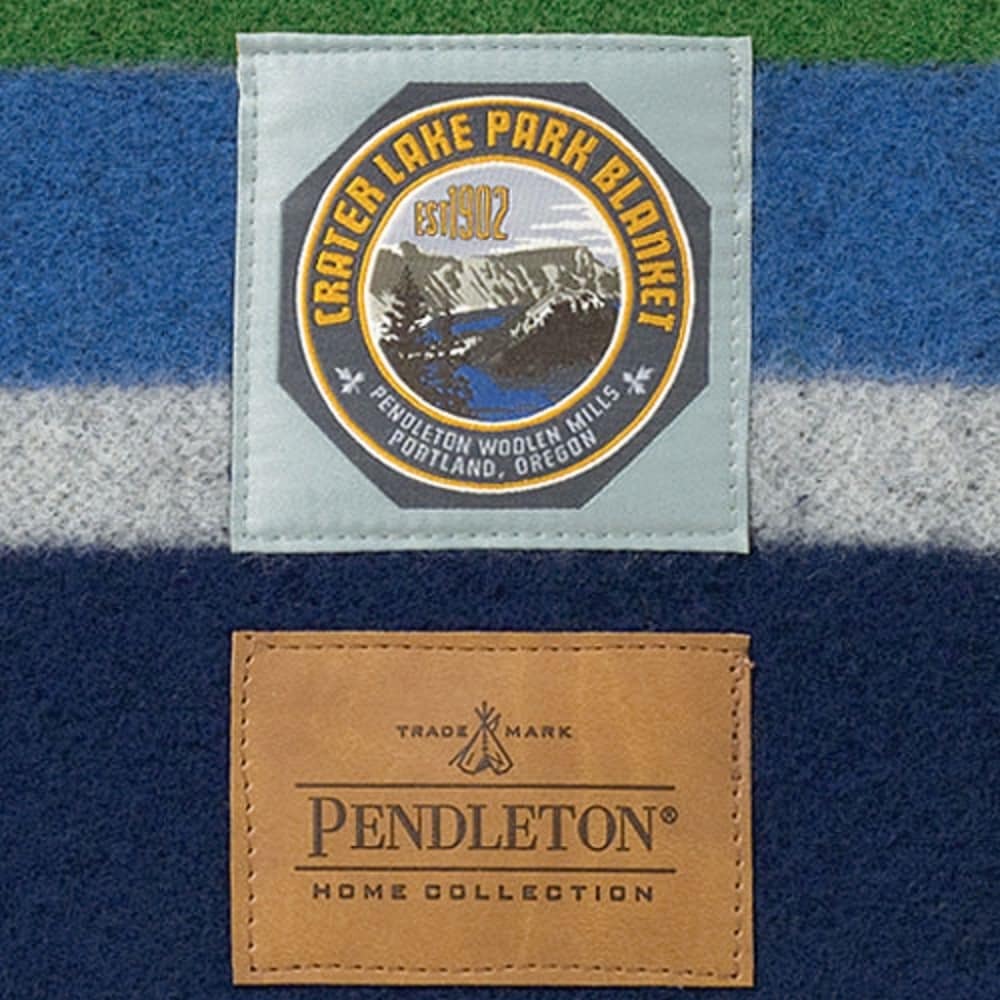 CRATER LAKE PARK BLANKET
EST 1902
PENDLETON WOOLEN MILLS
PORTLAND, OREGON
TRADE MARK
PENDLETON®
HOME COLLECTION